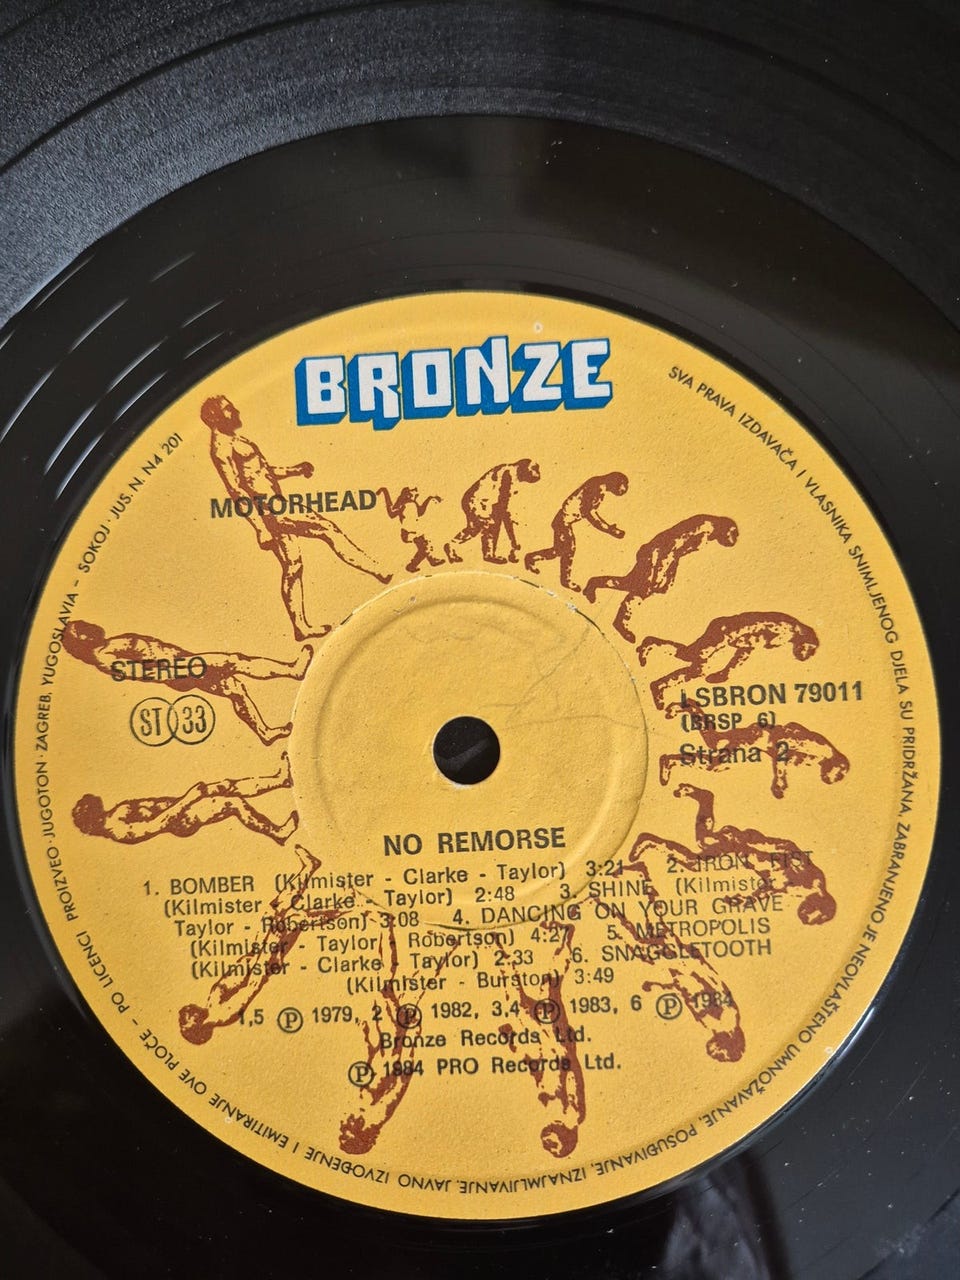 BRONZE
MOTORHEAD
STEREO
ST 33
LSBRON 79011
(BRSP 6)
Strana 2
NO REMORSE
1. BOMBER (Kilmister - Clarke - Taylor) 3:21 2. IRON FIST
(Kilmister - Clarke - Taylor) 2:48 3. SHINE (Kilmister
Taylor - Robertson) 3:08 4. DANCING ON YOUR GRAVE
(Kilmister - Taylor - Robertson) 4:27 5. METROPOLIS
(Kilmister - Clarke - Taylor) 2:33 6. SNAGGLETOOTH
(Kilmister - Burston) 3:49
1,5 Ⓟ 1979, 2 Ⓟ 1982, 3,4 Ⓟ 1983, 6 Ⓟ 1984
Bronze Records Ltd.
Ⓟ 1984 PRO Records Ltd.
PROIZVEO · JUGOTON · ZAGREB, YUGOSLAVIA - SOKOJ · JUS. N. N4 201
SVA PRAVA IZDAVAČA I VLASNIKA SNIMLJENOG DJELA SU PRIDRŽANA. ZABRANJENO JE NEOVLAŠTENO UMNOŽAVANJE, POSUĐIVANJE, IZNAJMLJIVANJE, JAVNO IZVOĐENJE I EMITIRANJE OVE PLOČE - PO LICENCI